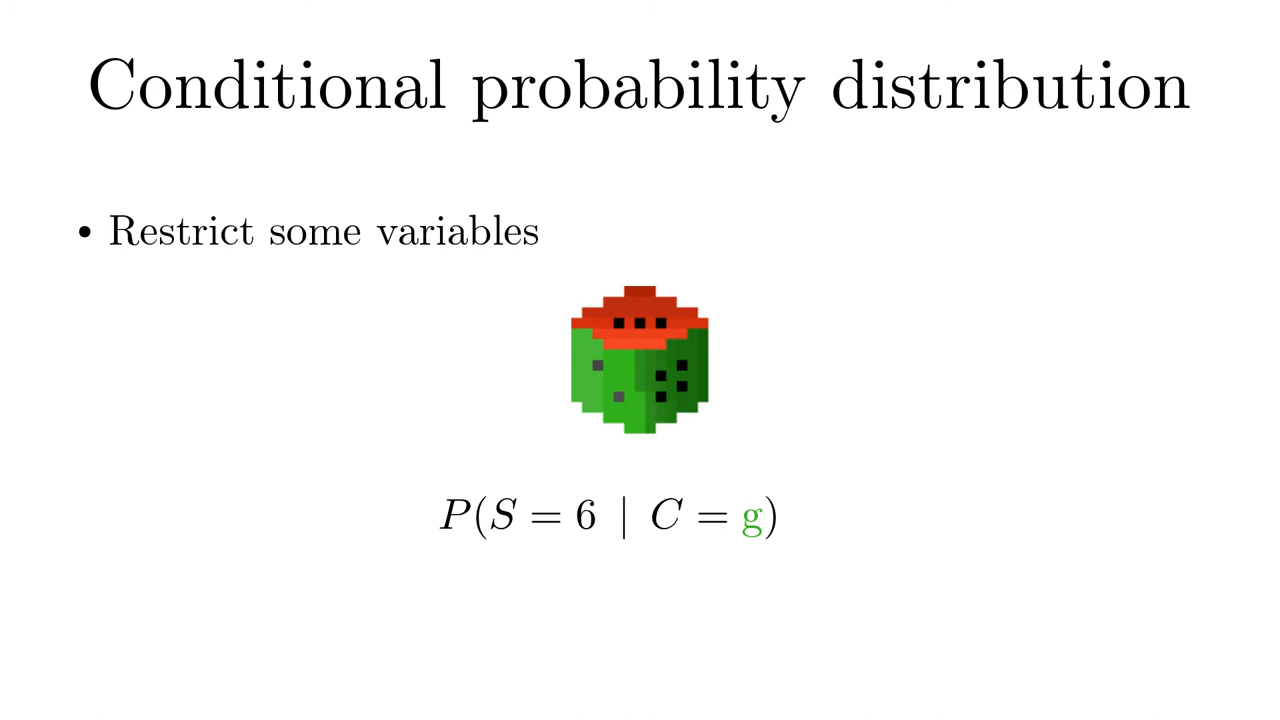 Conditional probability distribution
• Restrict some variables
P(S = 6 | C = g)